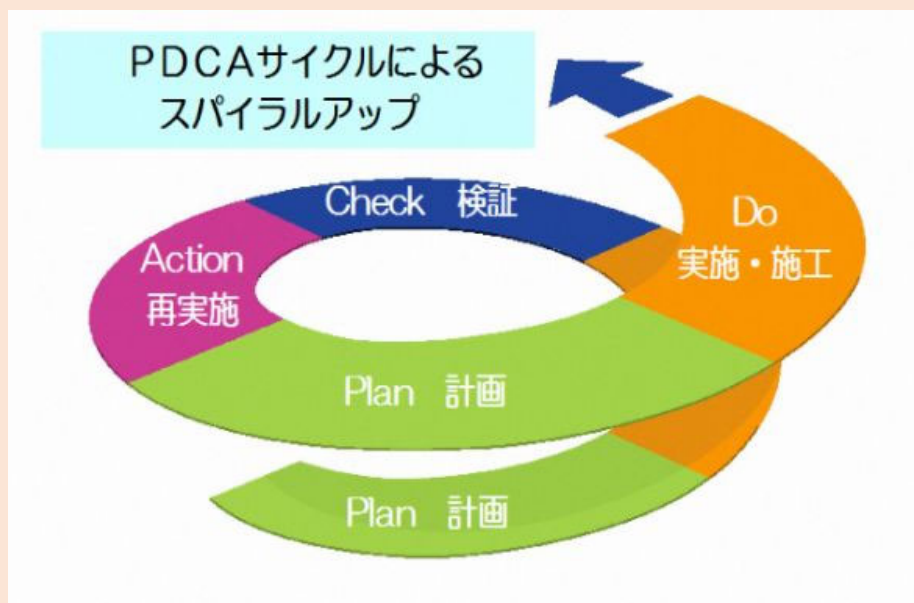 ＰＤＣＡサイクルによる
スパイラルアップ
Check 検証
Do
実施・施工
Action
再実施
Plan 計画
Plan 計画